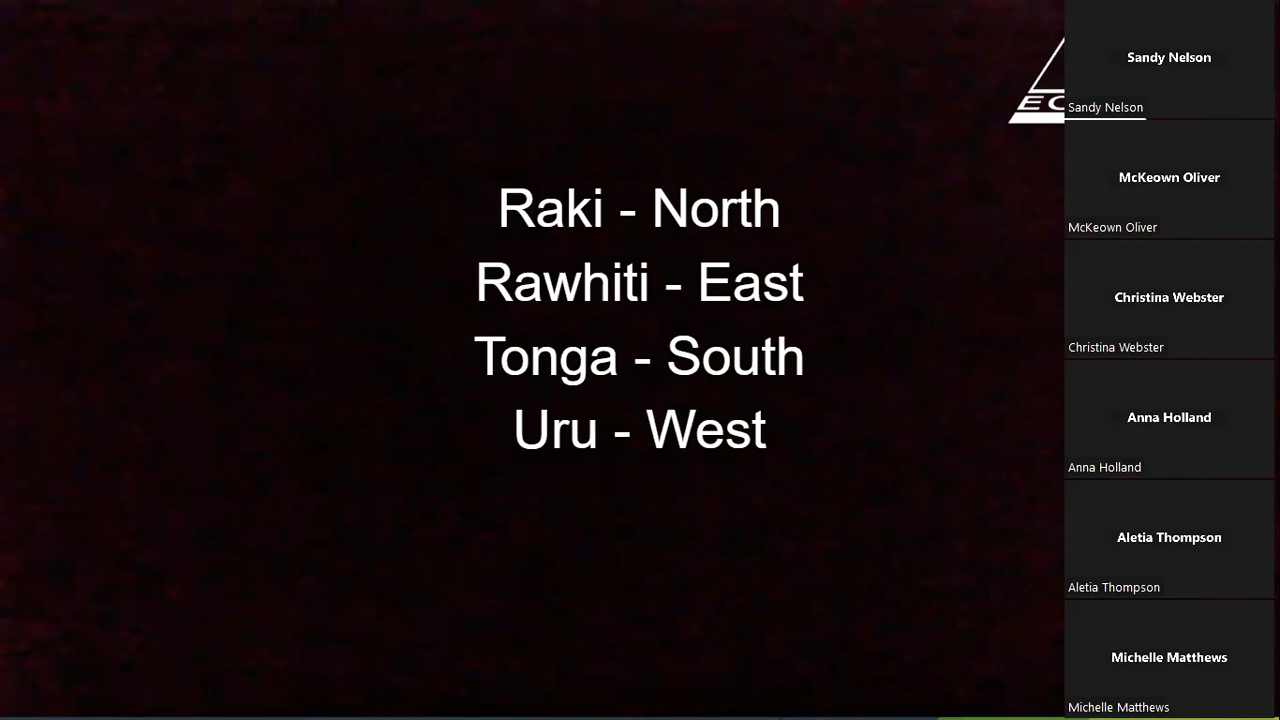 EC
Raki - North
Rawhiti - East
Tonga - South
Uru - West
Sandy Nelson
Sandy Nelson
McKeown Oliver
McKeown Oliver
Christina Webster
Christina Webster
Anna Holland
Anna Holland
Aletia Thompson
Aletia Thompson
Michelle Matthews
Michelle Matthews